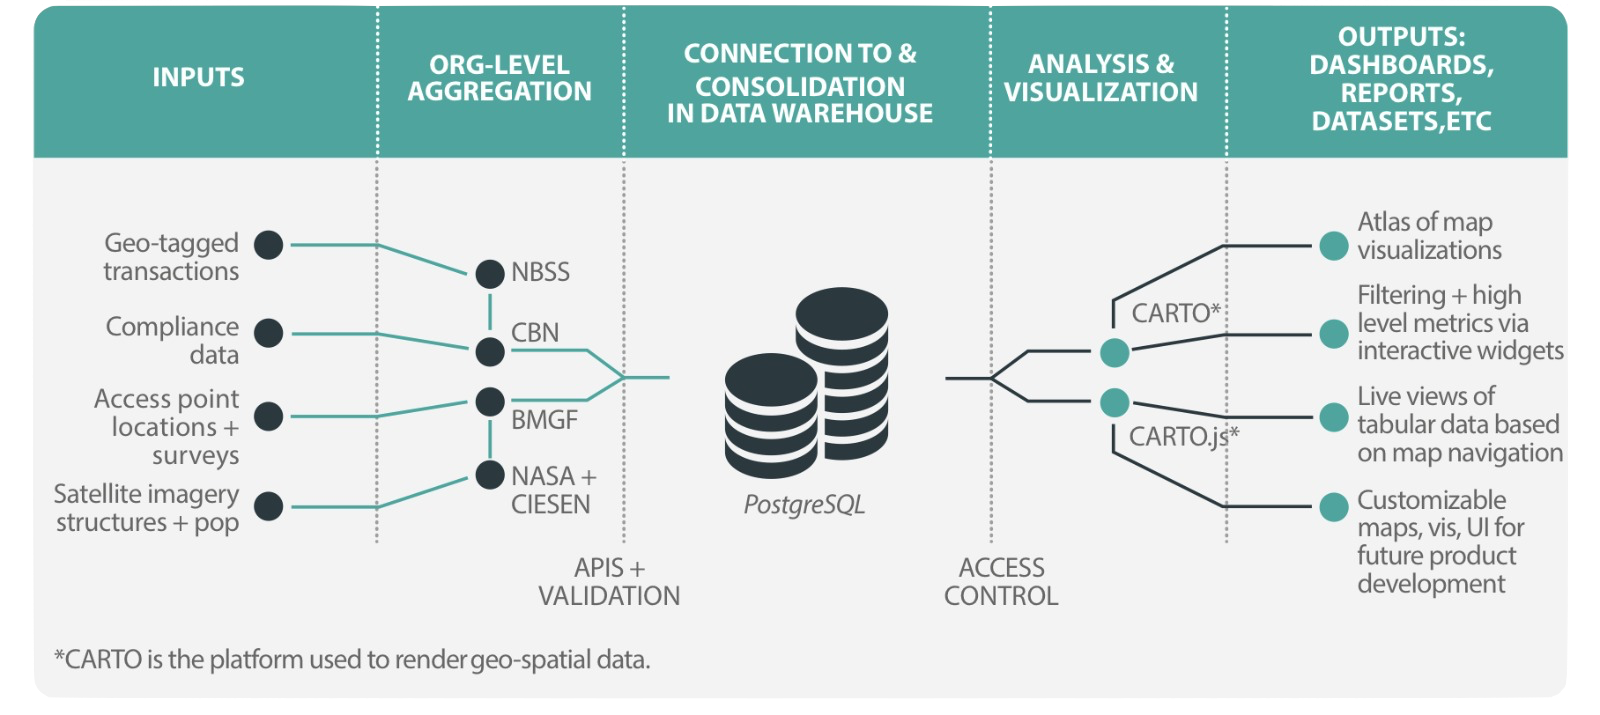 INPUTS
ORG-LEVEL
AGGREGATION
CONNECTION TO &
CONSOLIDATION
IN DATA WAREHOUSE
ANALYSIS &
VISUALIZATION
OUTPUTS:
DASHBOARDS,
REPORTS,
DATASETS,ETC
Geo-tagged
transactions
Compliance
data
Access point
locations +
surveys
Satellite imagery
structures + pop
NBSS
CBN
BMGF
NASA +
CIESEN
APIS +
VALIDATION
PostgreSQL
ACCESS
CONTROL
CARTO*
CARTO.js*
Atlas of map
visualizations
Filtering + high
level metrics via
interactive widgets
Live views of
tabular data based
on map navigation
Customizable
maps, vis, UI for
future product
development
*CARTO is the platform used to render geo-spatial data.